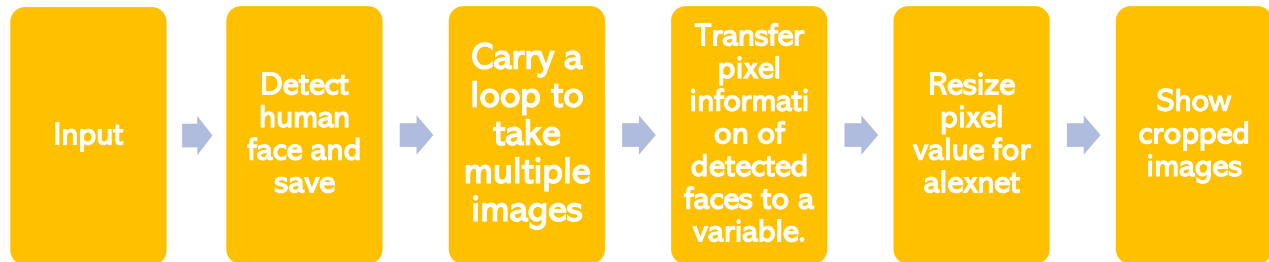 Input
Detect
human
face and
save
Carry a
loop to
take
multiple
images
Transfer
pixel
informati
on of
detected
faces to a
variable.
Resize
pixel
value for
alexnet
Show
cropped
images